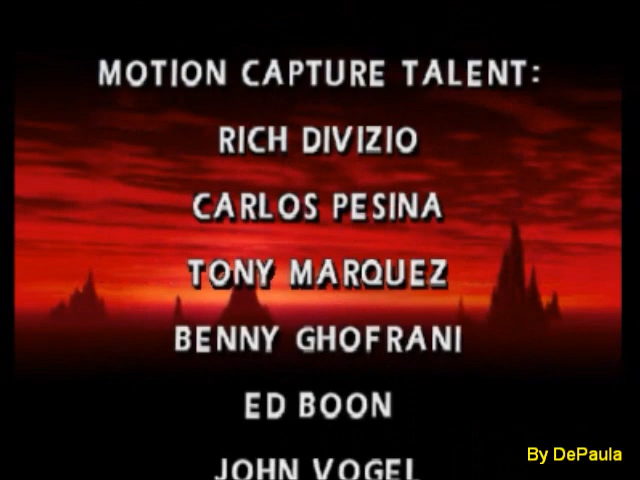 MOTION CAPTURE TALENT:
RICH DIVIZIO
CARLOS PESINA
TONY MARQUEZ
BENNY GHOFRANI
ED BOON
JOHN VOGEL
By DePaula